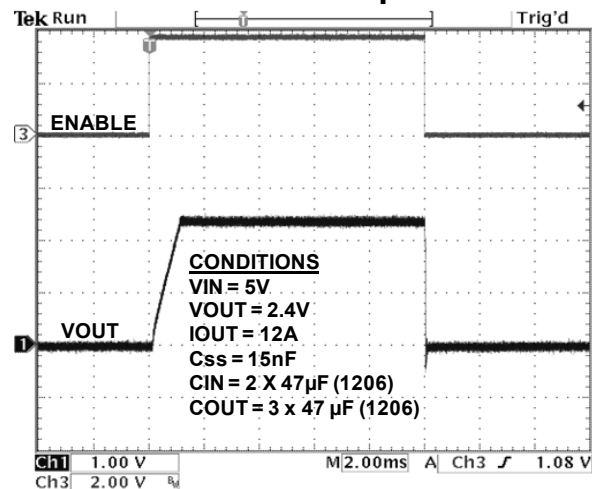 Tek Run Trig'd
T
3 ENABLE
CONDITIONS
VIN = 5V
VOUT = 2.4V
VOUT
IOUT = 12A
1
Css = 15nF
CIN = 2 X 47µF (1206)
COUT = 3 x 47 µF (1206)
Ch1 1.00 V M 2.00ms A Ch3 1.08 V
Ch3 2.00 V